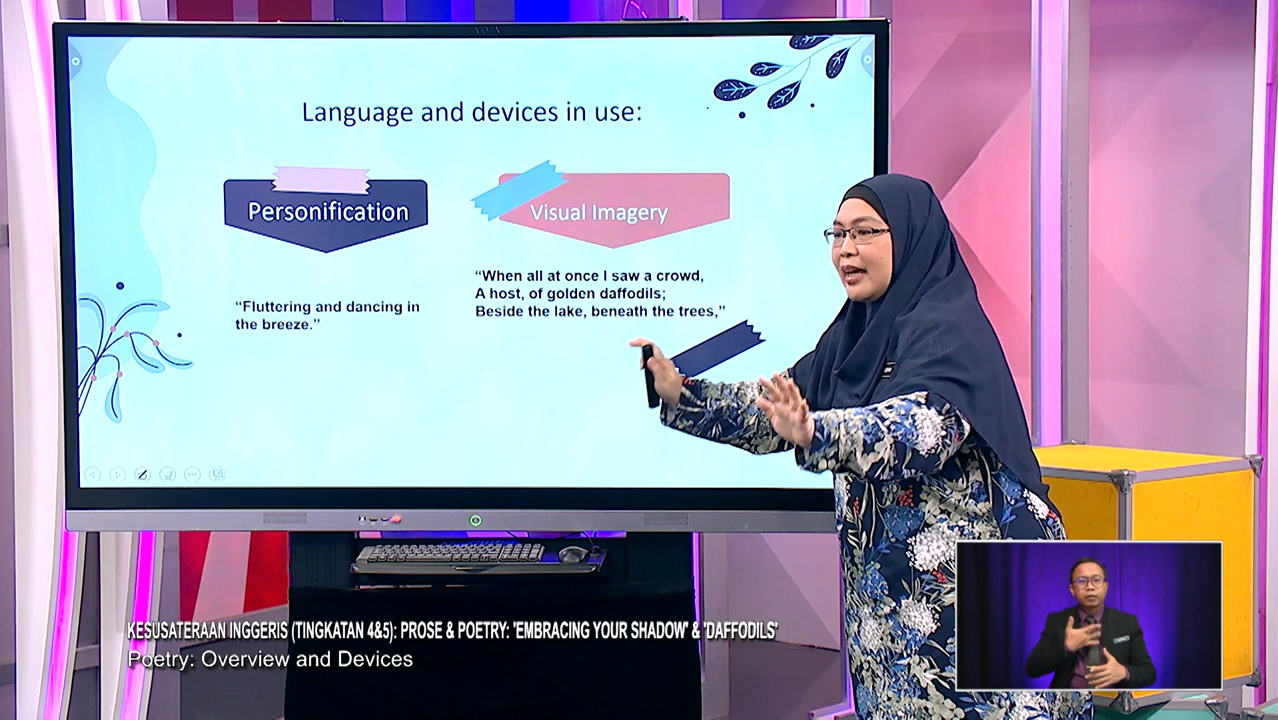 Language and devices in use:
Personification
Visual Imagery
“Fluttering and dancing in
the breeze.”
“When all at once I saw a crowd,
A host, of golden daffodils;
Beside the lake, beneath the trees,”
KESUSATERAAN INGGERIS (TINGKATAN 4&5): PROSE & POETRY: 'EMBRACING YOUR SHADOW' & 'DAFFODILS'
Poetry: Overview and Devices